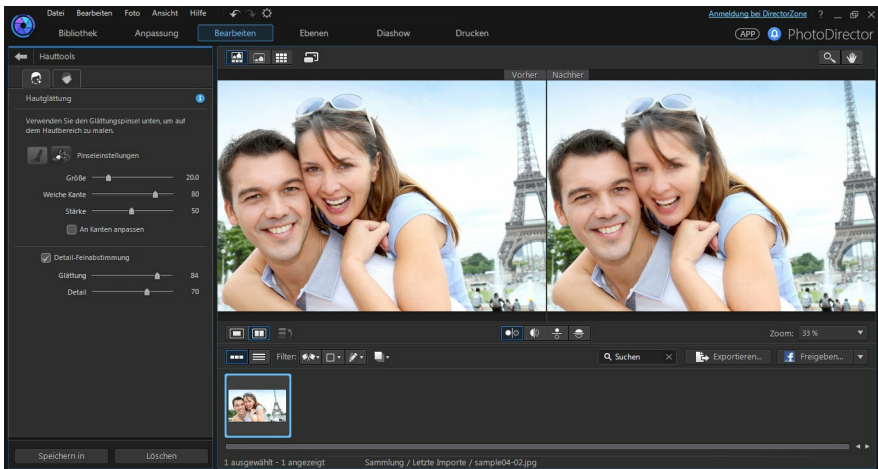 Datei Bearbeiten Foto Ansicht Hilfe
Anmeldung bei DirectorZone ?
Bibliothek Anpassung Bearbeiten Ebenen Diashow Drucken
APP PhotoDirector
Hauttools
Vorher Nachher
Hautglättung
Verwenden Sie den Glättungspinsel unten, um auf
dem Hautbereich zu malen.
Pinseleinstellungen
Größe 20.0
Weiche Kante 80
Stärke 50
An Kanten anpassen
Detail-Feinabstimmung
Glättung 84
Detail 70
Zoom: 33 %
Filter:
Suchen
Exportieren...
Freigeben...
Speichern in Löschen
1 ausgewählt - 1 angezeigt Sammlung / Letzte Importe / sample04-02.jpg